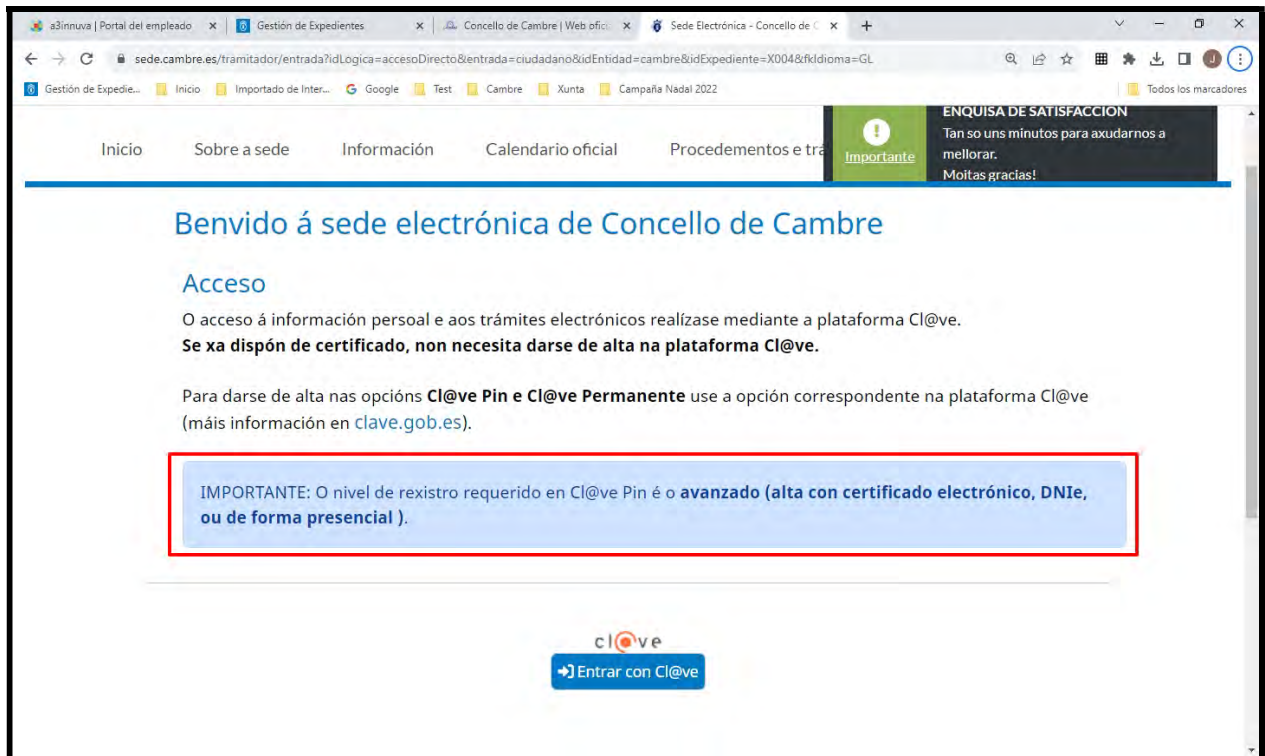 a3innuva | Portal del empleado
Gestión de Expedientes
Concello de Cambre | Web ofici
Sede Electrónica - Concello de C
sede.cambre.es/tramitador/entrada?idLogica=accesoDirecto&entrada=ciudadano&idEntidad=cambre&idExpediente=X004&fkIdioma=GL
J
Gestión de Expedie...
Inicio
Importado de Inter...
Google
Test
Cambre
Xunta
Campaña Nadal 2022
Todos los marcadores
Inicio
Sobre a sede
Información
Calendario oficial
Procedementos e trá
Importante
ENQUISA DE SATISFACCIÓN
Tan so uns minutos para axudarnos a
mellorar.
Moitas gracias!
Benvido á sede electrónica de Concello de Cambre
Acceso
O acceso á información persoal e aos trámites electrónicos realízase mediante a plataforma Cl@ve.
Se xa dispón de certificado, non necesita darse de alta na plataforma Cl@ve.
Para darse de alta nas opcións Cl@ve Pin e Cl@ve Permanente use a opción correspondente na plataforma Cl@ve
(máis información en clave.gob.es).
IMPORTANTE: O nivel de rexistro requerido en Cl@ve Pin é o avanzado (alta con certificado electrónico, DNIe,
ou de forma presencial ).
cl@ve
Entrar con Cl@ve